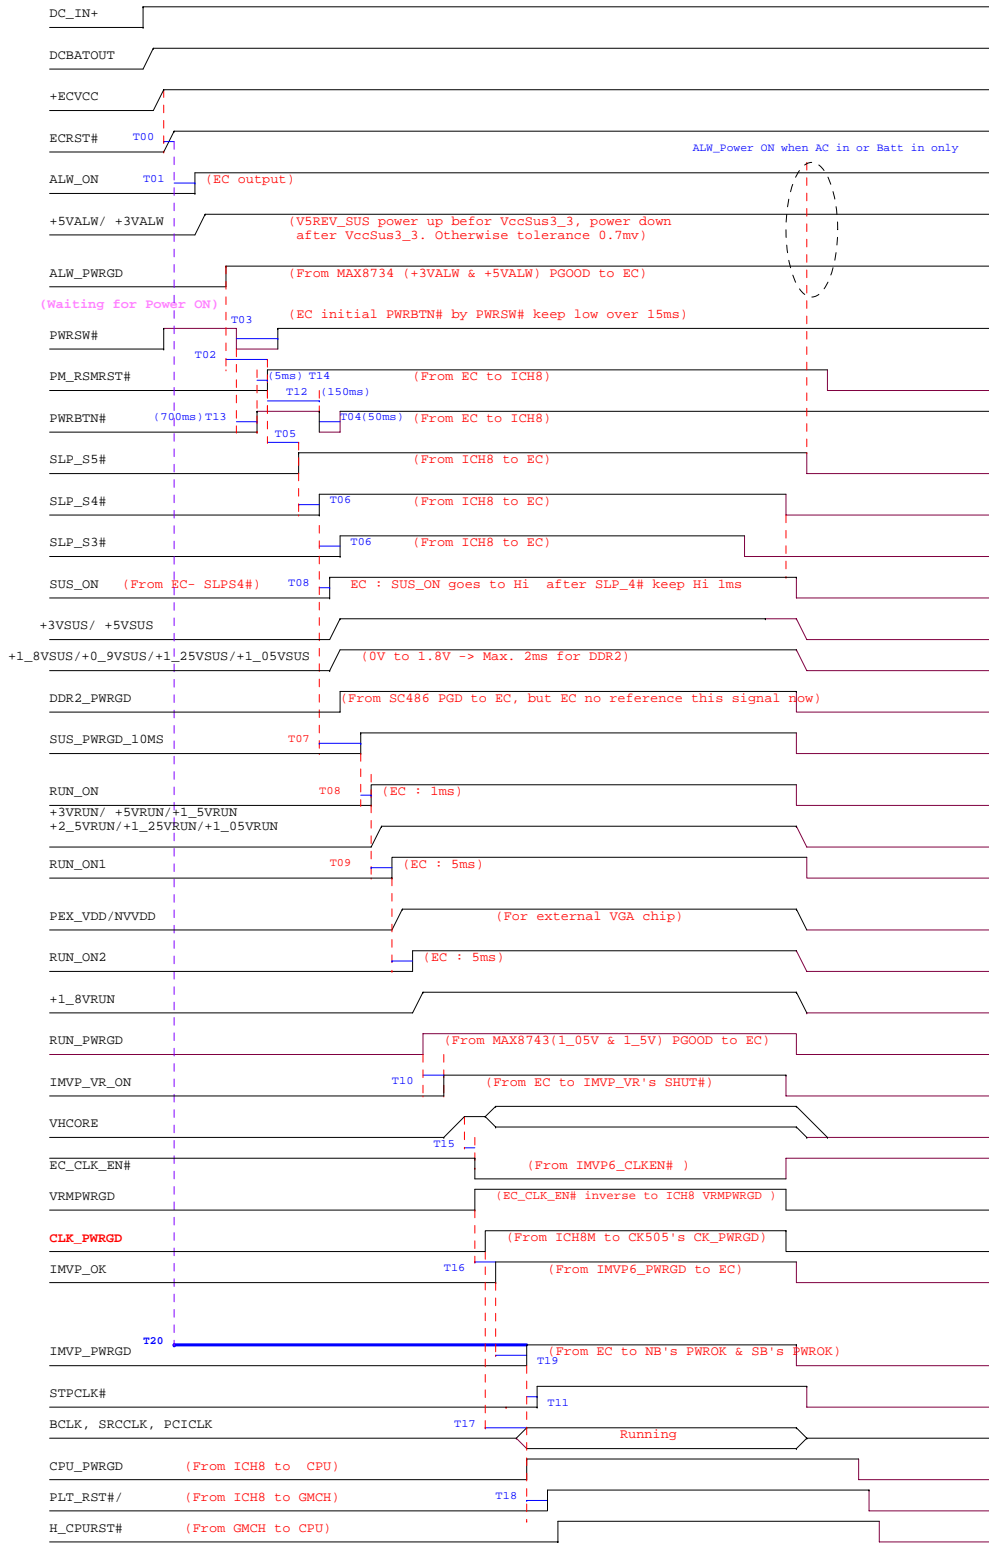 DC_IN+
DCBATOUT
+ECVCC
ECRST# T00
ALW_Power ON when AC in or Batt in only
ALW_ON T01 (EC output)
+5VALW/ +3VALW (V5REV_SUS power up befor VccSus3_3, power down
after VccSus3_3. Otherwise tolerance 0.7mv)
ALW_PWRGD (From MAX8734 (+3VALW & +5VALW) PGOOD to EC)
(Waiting for Power ON)
T03 (EC initial PWRBTN# by PWRSW# keep low over 15ms)
PWRSW#
T02
PM_RSMRST# (5ms) T14 (From EC to ICH8)
T12 (150ms)
PWRBTN# (700ms) T13 T04(50ms) (From EC to ICH8)
T05
SLP_S5# (From ICH8 to EC)
SLP_S4# T06 (From ICH8 to EC)
SLP_S3# T06 (From ICH8 to EC)
SUS_ON (From EC- SLPS4#) T08 EC : SUS_ON goes to Hi after SLP_4# keep Hi 1ms
+3VSUS/ +5VSUS
+1_8VSUS/+0_9VSUS/+1_25VSUS/+1_05VSUS (0V to 1.8V -> Max. 2ms for DDR2)
DDR2_PWRGD (From SC486 PGD to EC, but EC no reference this signal now)
SUS_PWRGD_10MS T07
RUN_ON T08 (EC : 1ms)
+3VRUN/ +5VRUN/+1_5VRUN
+2_5VRUN/+1_25VRUN/+1_05VRUN
RUN_ON1 T09 (EC : 5ms)
PEX_VDD/NVVDD (For external VGA chip)
RUN_ON2 (EC : 5ms)
+1_8VRUN
RUN_PWRGD (From MAX8743(1_05V & 1_5V) PGOOD to EC)
IMVP_VR_ON T10 (From EC to IMVP_VR's SHUT#)
VHCORE
T15
EC_CLK_EN# (From IMVP6_CLKEN# )
VRMPWRGD (EC_CLK_EN# inverse to ICH8 VRMPWRGD )
CLK_PWRGD (From ICH8M to CK505's CK_PWRGD)
IMVP_OK T16 (From IMVP6_PWRGD to EC)
T20
IMVP_PWRGD (From EC to NB's PWROK & SB's PWROK)
T19
STPCLK# T11
BCLK, SRCCLK, PCICLK T17 Running
CPU_PWRGD (From ICH8 to CPU)
PLT_RST#/ (From ICH8 to GMCH) T18
H_CPURST# (From GMCH to CPU)